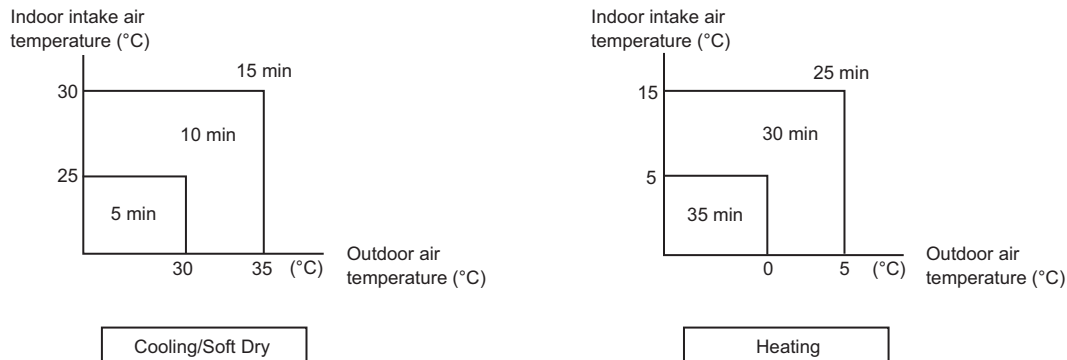 Indoor intake air
temperature (°C)
15 min
30
10 min
25
5 min
30 35 (°C)
Outdoor air
temperature (°C)
Cooling/Soft Dry
Indoor intake air
temperature (°C)
25 min
15
30 min
5
35 min
0 5 (°C)
Outdoor air
temperature (°C)
Heating